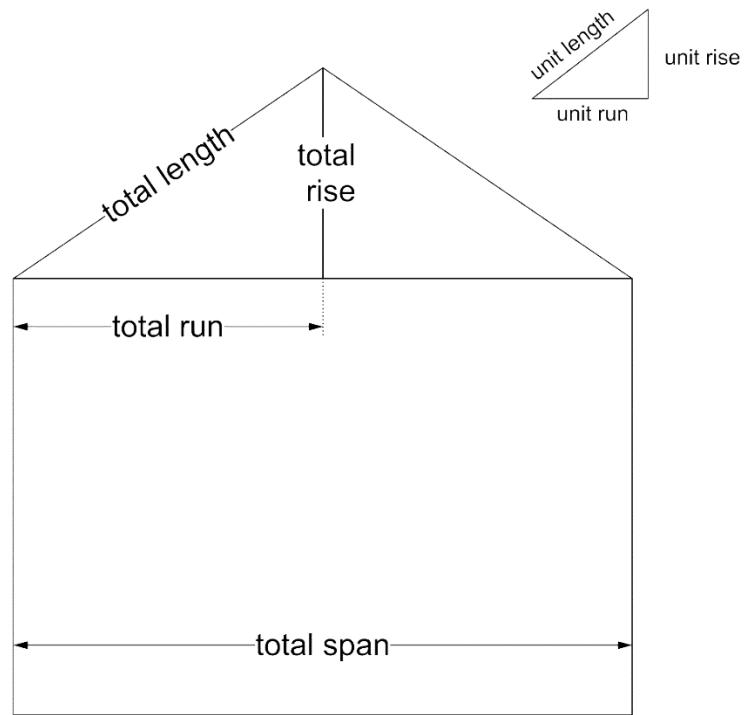 unit length
unit rise
unit run
total length
total
rise
total run
total span